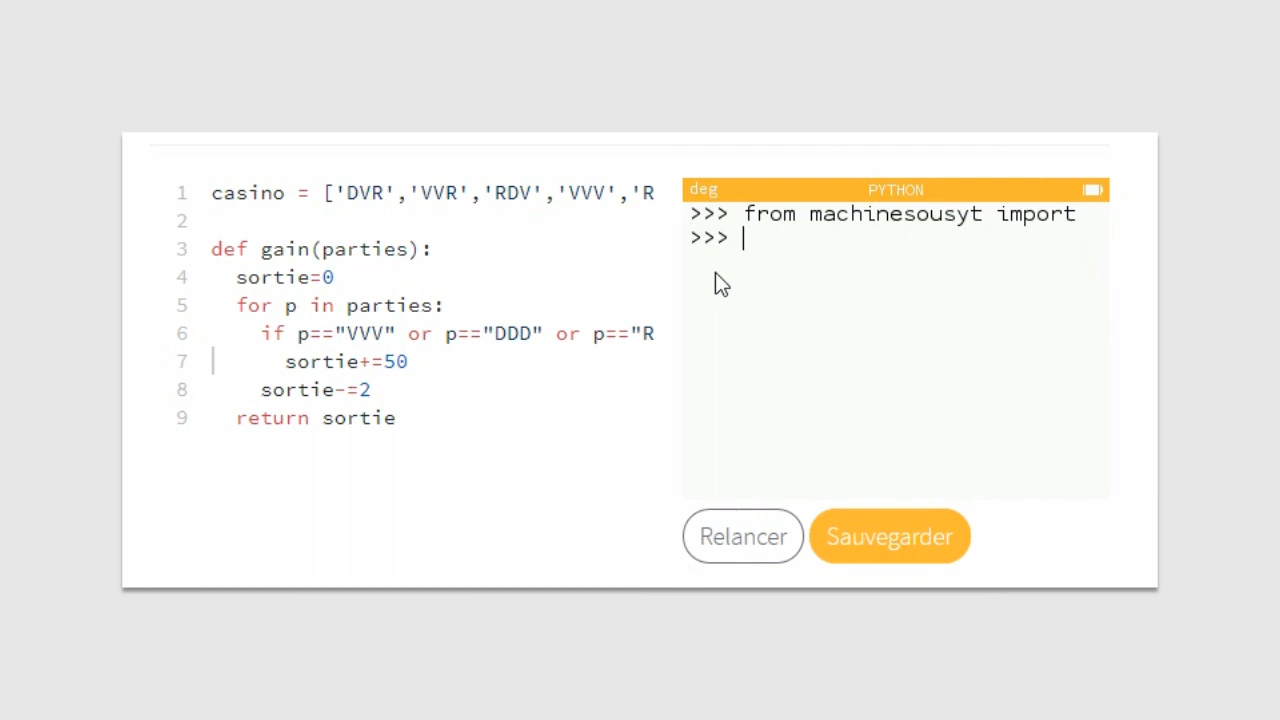 1 casino = ['DVR','VVR','RDV','VVV','R
2
3 def gain(parties):
4   sortie=0
5   for p in parties:
6     if p=="VVV" or p=="DDD" or p=="R
7       sortie+=50
8     sortie-=2
9   return sortie
deg PYTHON
>>> from machinesousyt import
>>>
Relancer Sauvegarder